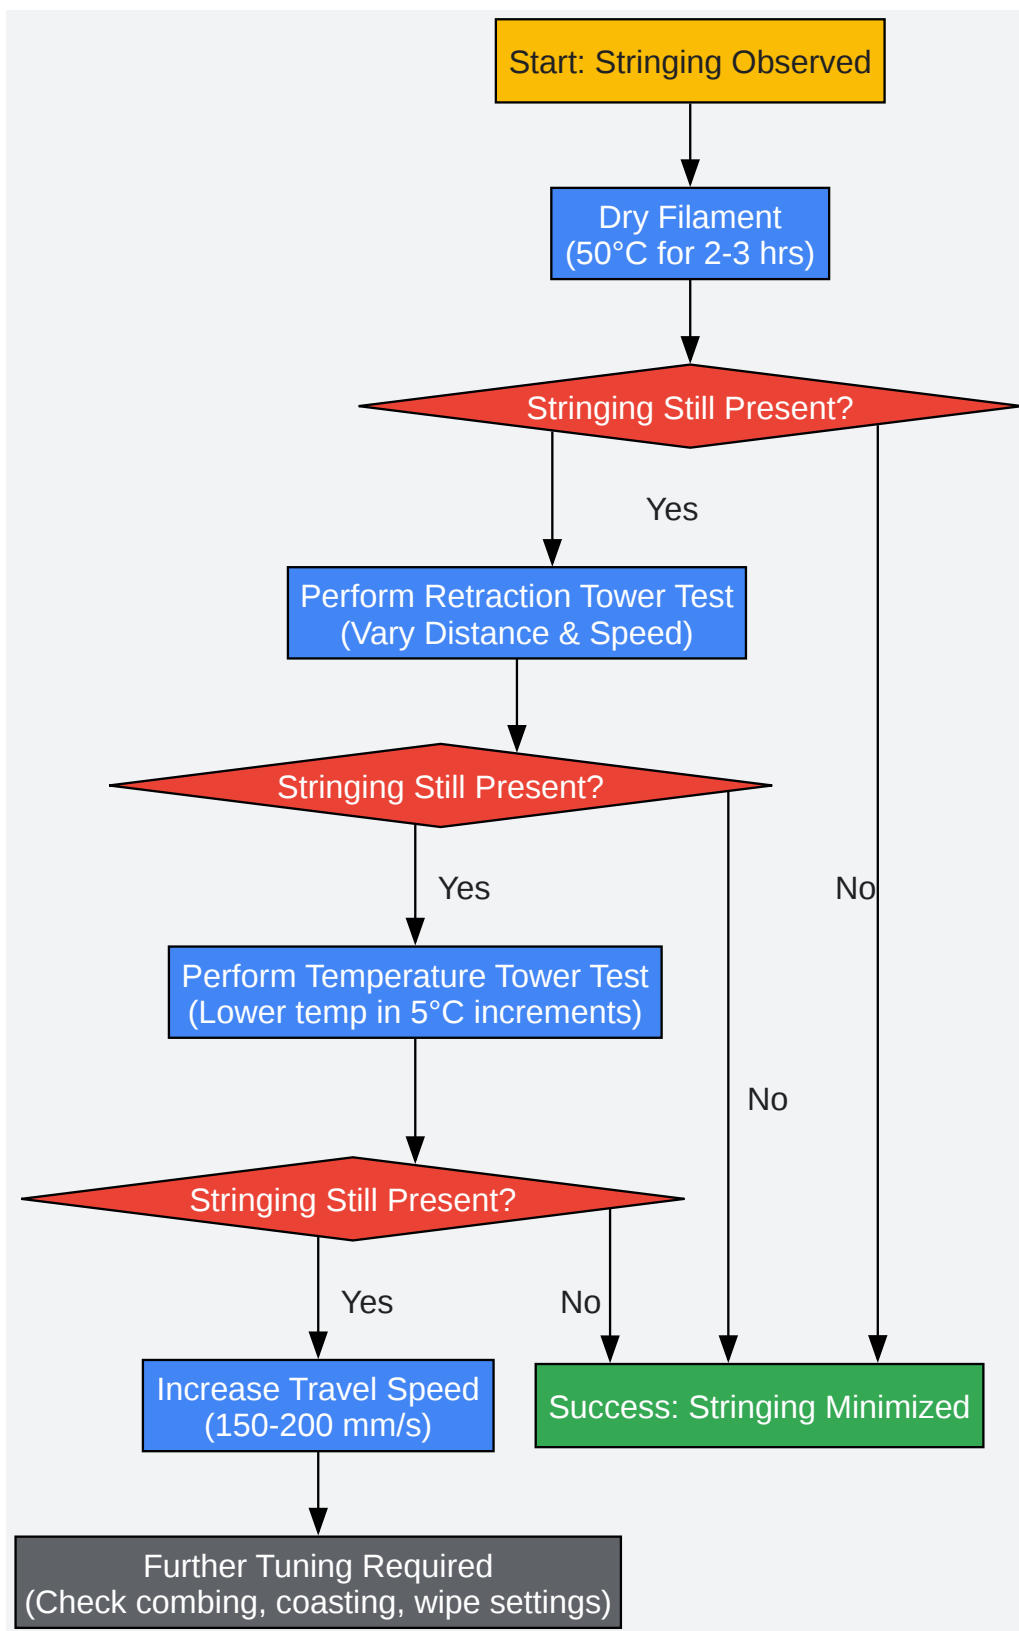 Start: Stringing Observed
Dry Filament
(50°C for 2-3 hrs)
Stringing Still Present?
Yes
Perform Retraction Tower Test
(Vary Distance & Speed)
Stringing Still Present?
Yes
No
Perform Temperature Tower Test
(Lower temp in 5°C increments)
No
Stringing Still Present?
Yes
No
Increase Travel Speed
(150-200 mm/s)
Success: Stringing Minimized
Further Tuning Required
(Check combing, coasting, wipe settings)